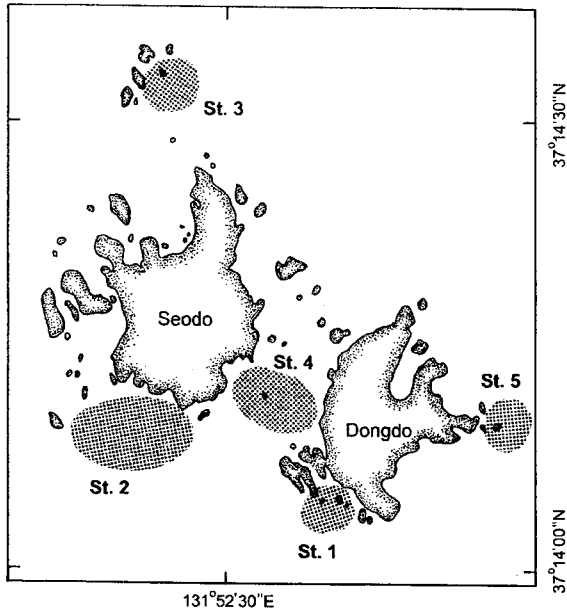 St. 3
37°14'30"N
Seodo
St. 4
St. 5
Dongdo
St. 2
St. 1
37°14'00"N
131°52'30"E